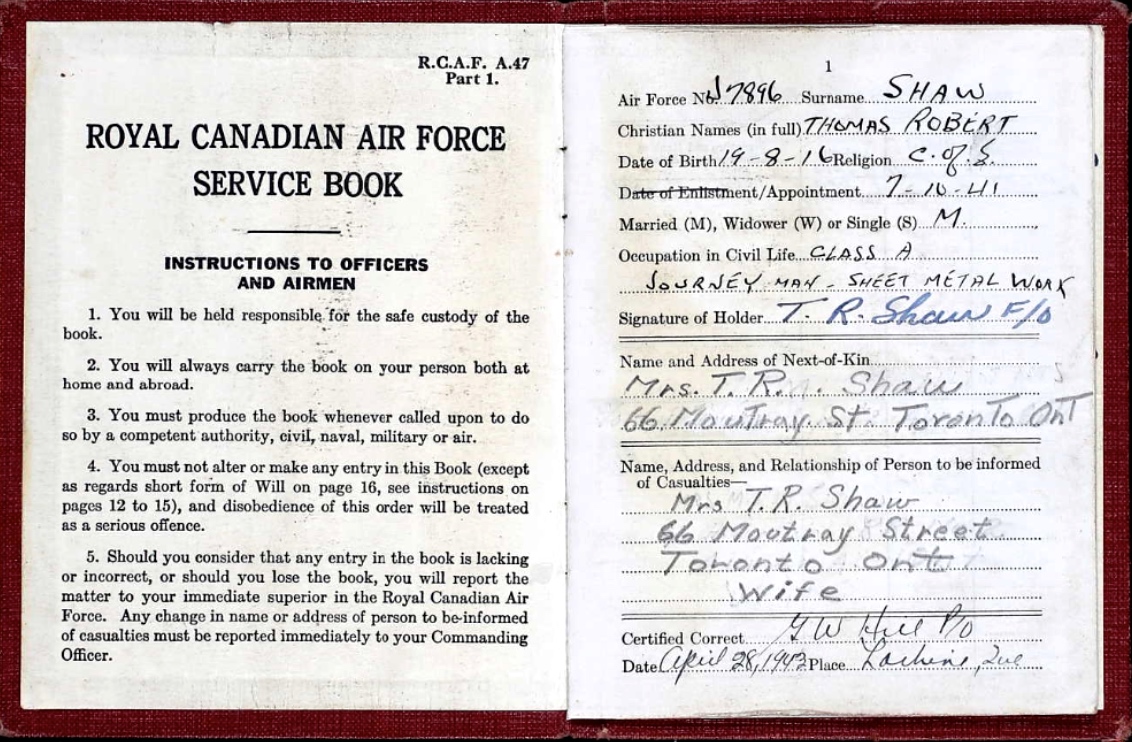 R.C.A.F. A.47
Part 1.
ROYAL CANADIAN AIR FORCE
SERVICE BOOK
INSTRUCTIONS TO OFFICERS
AND AIRMEN
1. You will be held responsible for the safe custody of the
book.
2. You will always carry the book on your person both at
home and abroad.
3. You must produce the book whenever called upon to do
so by a competent authority, civil, naval, military or air.
4. You must not alter or make any entry in this Book (except
as regards short form of Will on page 16, see instructions on
pages 12 to 15), and disobedience of this order will be treated
as a serious offence.
5. Should you consider that any entry in the book is lacking
or incorrect, or should you lose the book, you will report the
matter to your immediate superior in the Royal Canadian Air
Force. Any change in name or address of person to be informed
of casualties must be reported immediately to your Commanding
Officer.
1
Air Force No. J7896 Surname SHAW
Christian Names (in full) THOMAS ROBERT
Date of Birth 19-8-16 Religion C. of S.
Date of Enlistment/Appointment 7-10-41
Married (M), Widower (W) or Single (S) M.
Occupation in Civil Life CLASS A
JOURNEY MAN - SHEET METAL WORK
Signature of Holder T. R. Shaw F/O
Name and Address of Next-of-Kin
Mrs. T. R. Shaw
66 Moutray St. Toronto Ont
Name, Address, and Relationship of Person to be informed
of Casualties—
Mrs T. R. Shaw
66 Moutray Street
Toronto Ont
Wife
Certified Correct G W Hill P/O
Date April 28, 1943 Place Lachine, Que